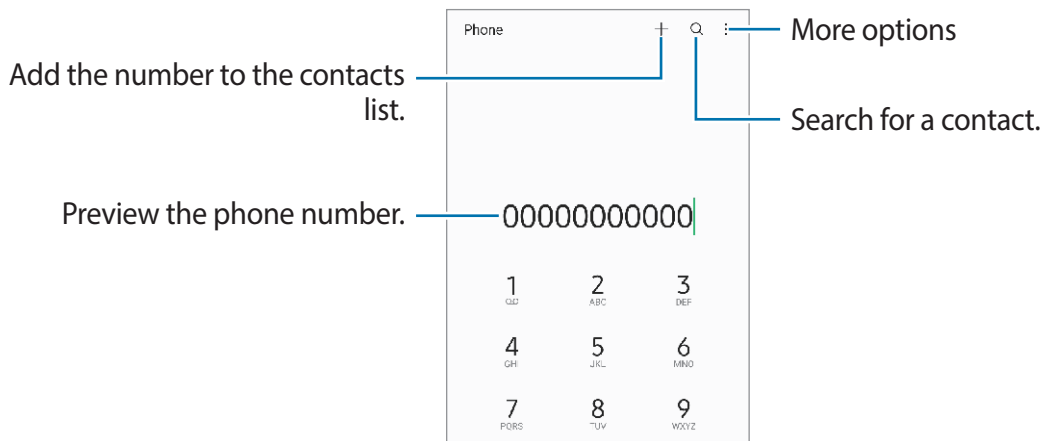 Phone
More options
Add the number to the contacts
list.
Search for a contact.
Preview the phone number.
00000000000
1 2 3
ABC DEF
4 5 6
GHI JKL MNO
7 8 9
PQRS TUV WXYZ